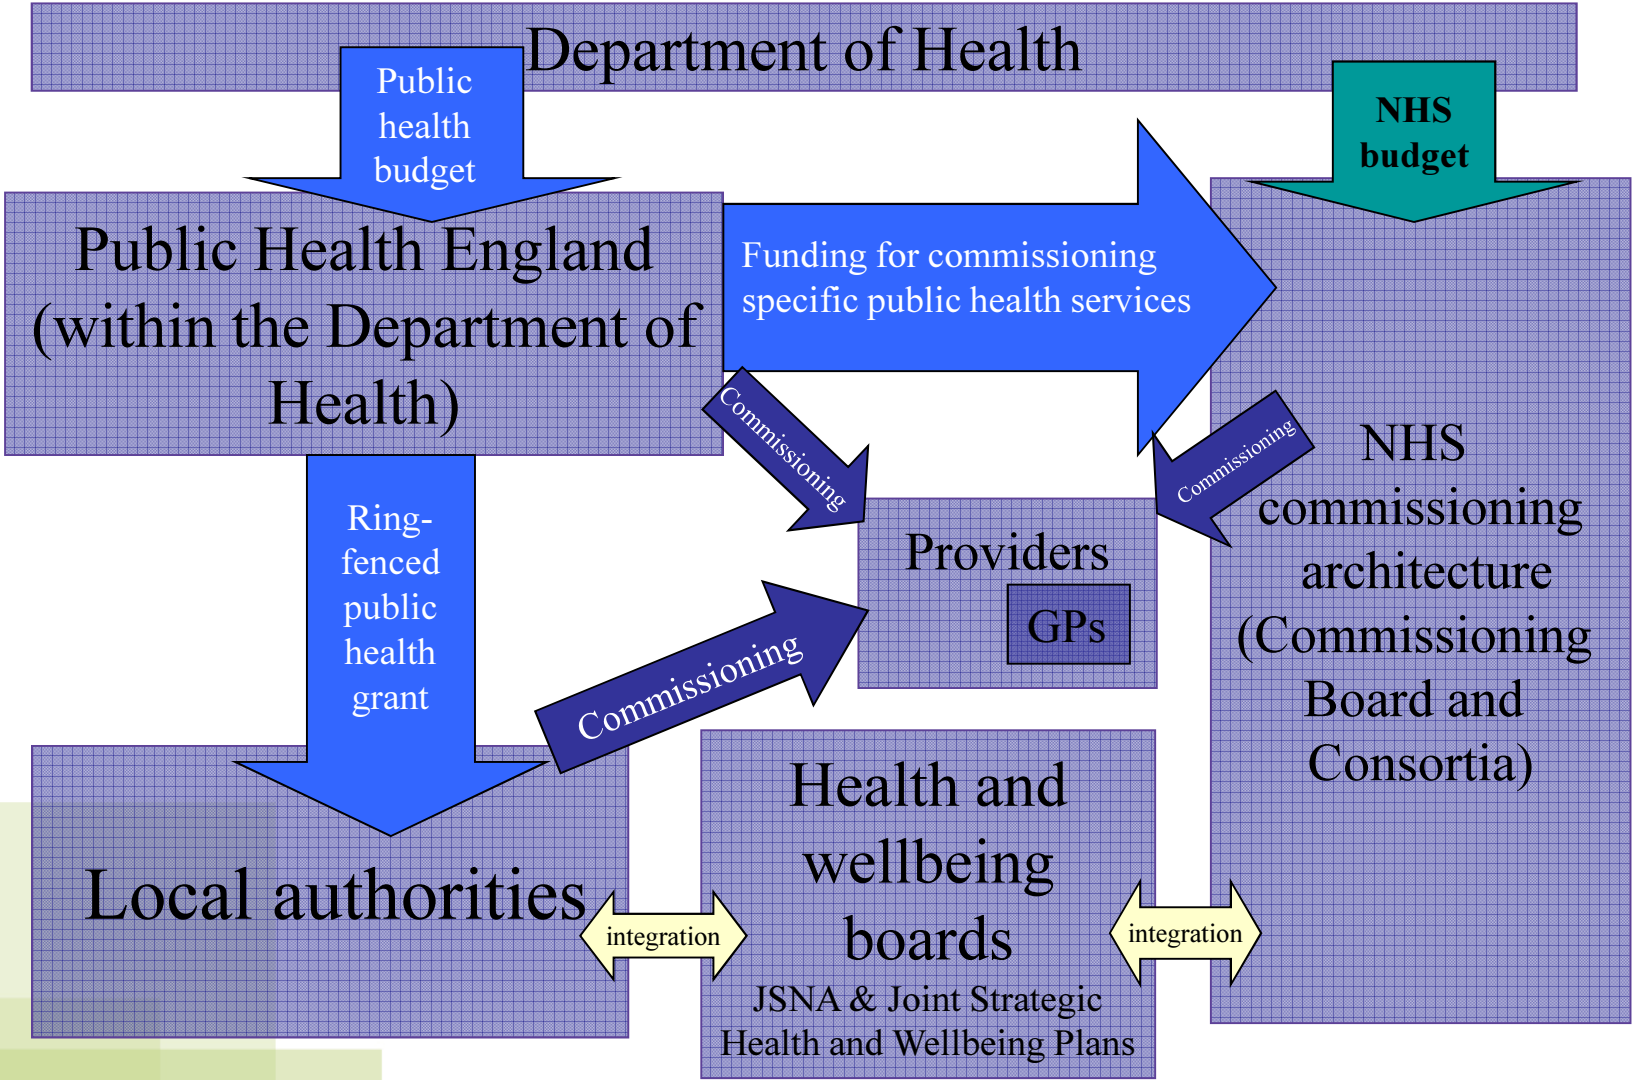 Department of Health
Public
health
budget
NHS
budget
Public Health England
(within the Department of
Health)
Funding for commissioning
specific public health services
Commissioning
Commissioning
Ring-
fenced
public
health
grant
Providers
GPs
Commissioning
NHS
commissioning
architecture
(Commissioning
Board and
Consortia)
Local authorities
integration
Health and
wellbeing
boards
JSNA & Joint Strategic
Health and Wellbeing Plans
integration